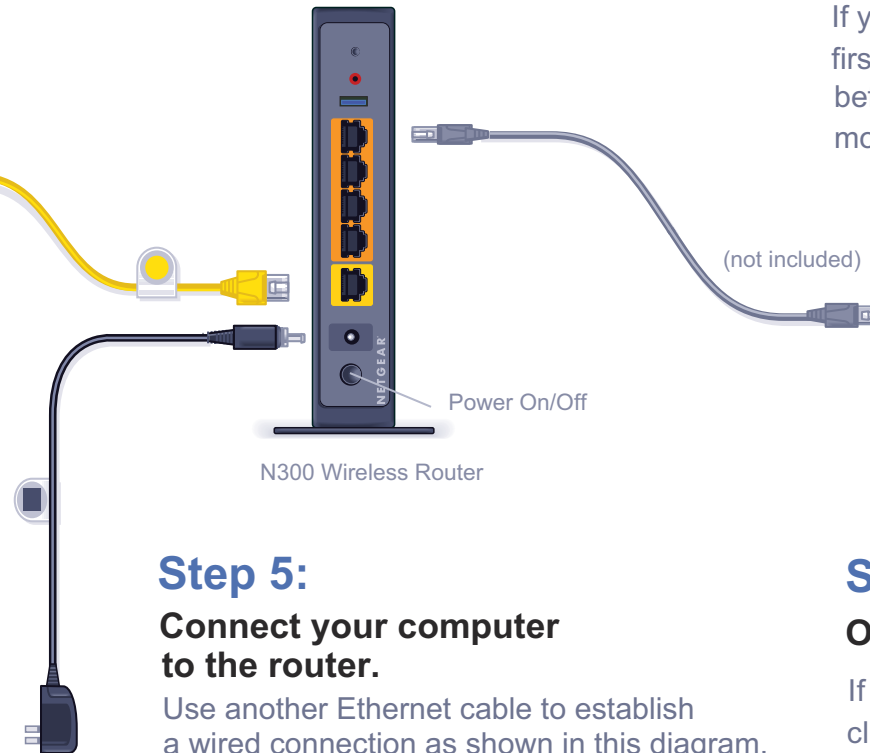 If y
firs
bef
mo
(not included)
NETGEAR
Power On/Off
N300 Wireless Router
Step 5:
Connect your computer
to the router.
Use another Ethernet cable to establish
a wired connection as shown in this diagram.
S
O
If
cl